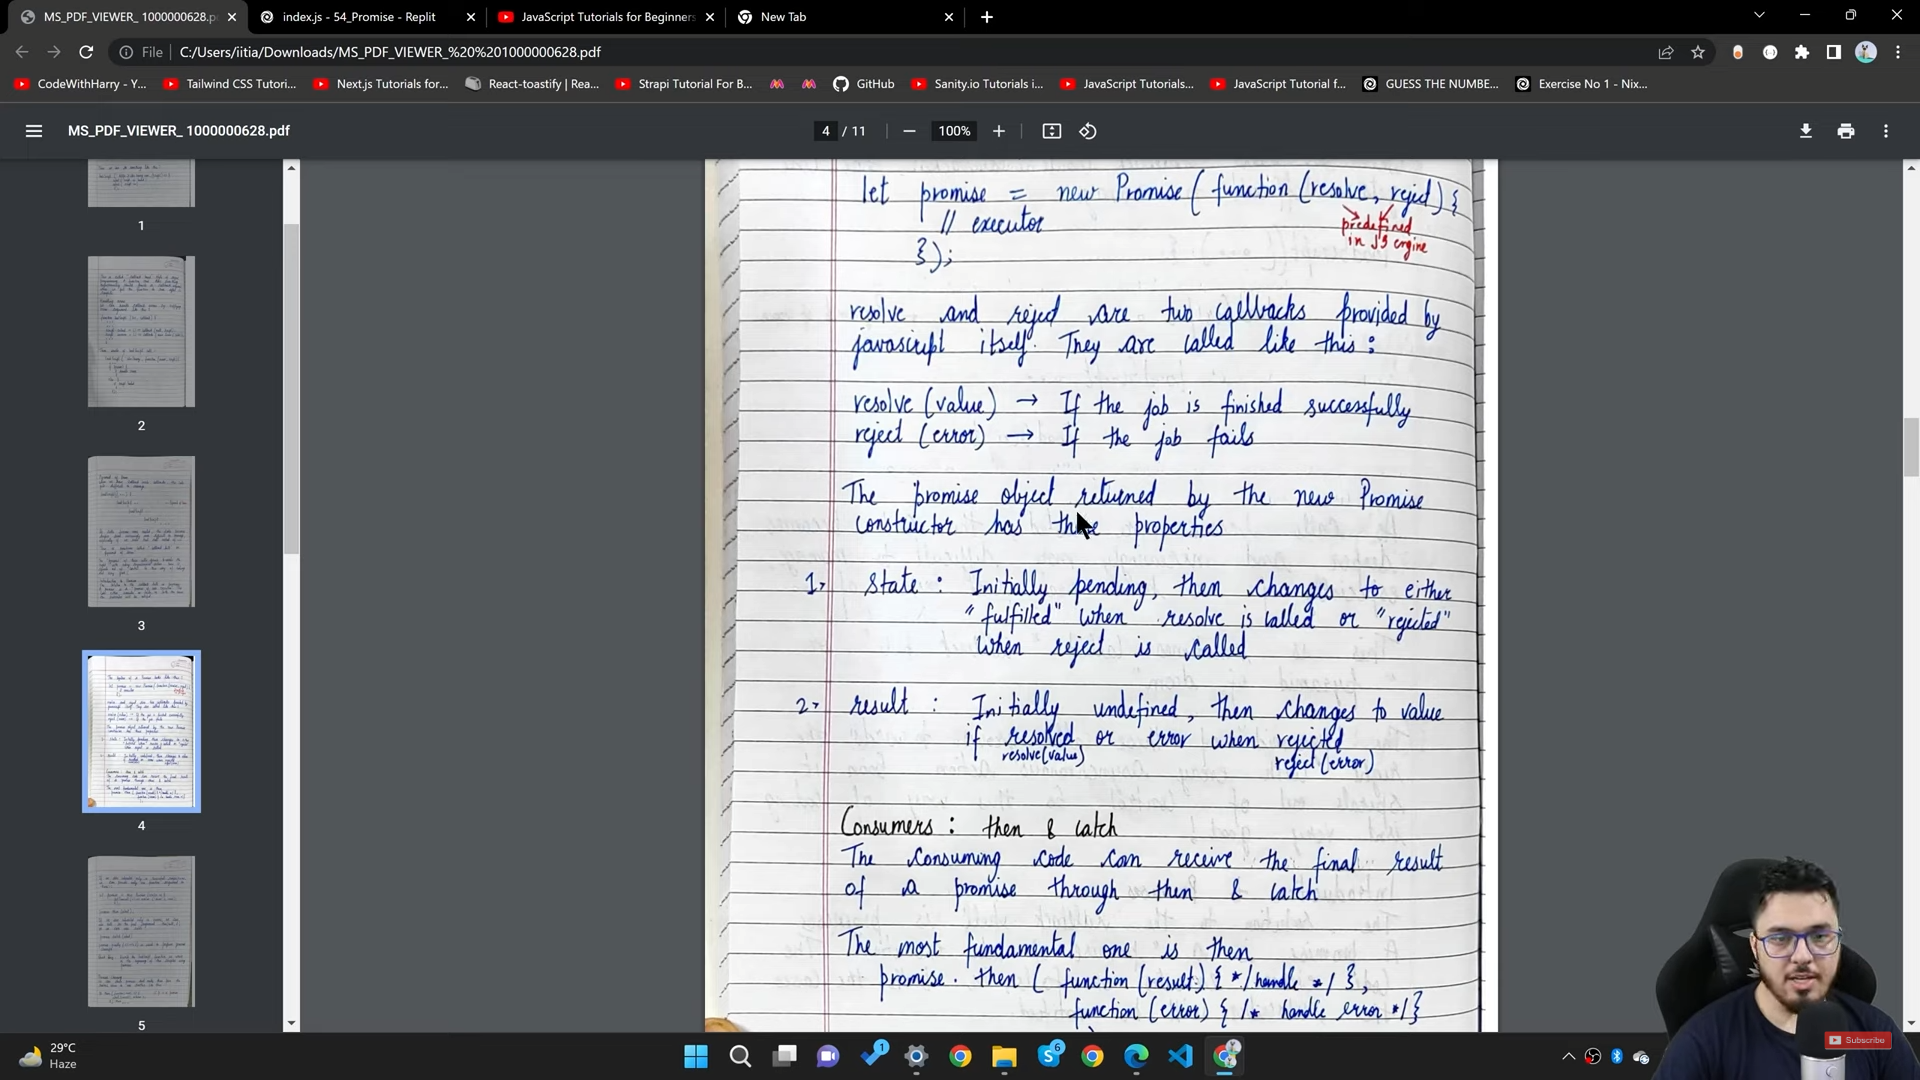 MS_PDF_VIEWER_ 1000000628.p
index.js - 54_Promise - Replit
JavaScript Tutorials for Beginners
New Tab
File
C:/Users/iitia/Downloads/MS_PDF_VIEWER_%20%201000000628.pdf
CodeWithHarry - Y...
Tailwind CSS Tutori...
Next.js Tutorials for...
React-toastify | Rea...
Strapi Tutorial For B...
GitHub
Sanity.io Tutorials i...
JavaScript Tutorials...
JavaScript Tutorial f...
GUESS THE NUMBE...
Exercise No 1 - Nix...
MS_PDF_VIEWER_ 1000000628.pdf
4 / 11
100%
1
2
3
4
5
let promise = new Promise ( function (resolve, reject) {
// executor
predefined
in JS engine
});
resolve and reject are two callbacks provided by
javascript itself. They are called like this :
resolve (value) → If the job is finished successfully
reject (error) → If the job fails
The promise object returned by the new Promise
constructor has these properties
1> state : Initially pending, then changes to either
"fulfilled" when resolve is called or "rejected"
when reject is called
2> result : Initially undefined, then changes to value
if resolved or error when rejected
resolve(value)
reject (error)
Consumers : then & catch
The consuming code can receive the final result
of a promise through then & catch
The most fundamental one is then
promise. then ( function (result) { */ handle */ },
function (error) { /* handle error */}
Subscribe
29°C
Haze
1
6